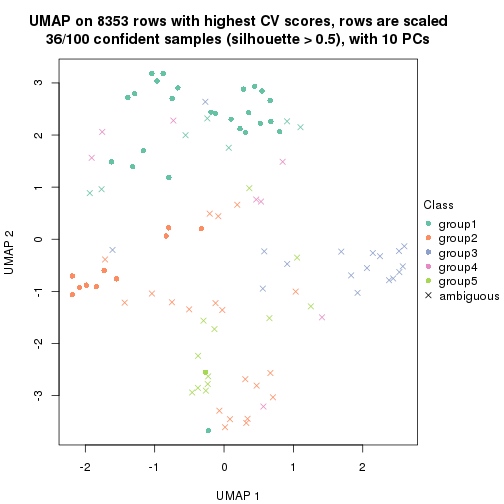 UMAP on 8353 rows with highest CV scores, rows are scaled
36/100 confident samples (silhouette > 0.5), with 10 PCs
3
2
1
0
-1
-2
-3
UMAP 2
-2
-1
0
1
2
UMAP 1
Class
group1
group2
group3
group4
group5
ambiguous